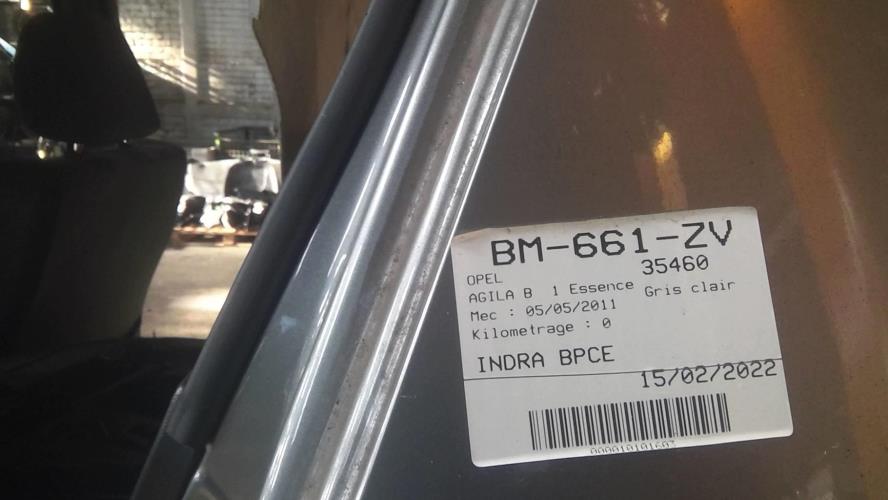 BM-661-ZV
OPEL 35460
AGILA B 1 Essence Gris clair
Mec : 05/05/2011
Kilometrage : 0
INDRA BPCE
15/02/2022